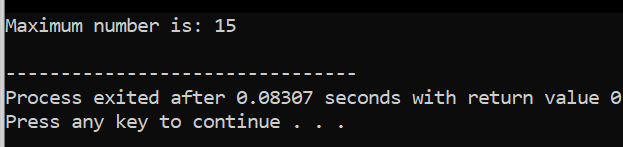 Maximum number is: 15
--------------------------------
Process exited after 0.08307 seconds with return value 0
Press any key to continue . . .